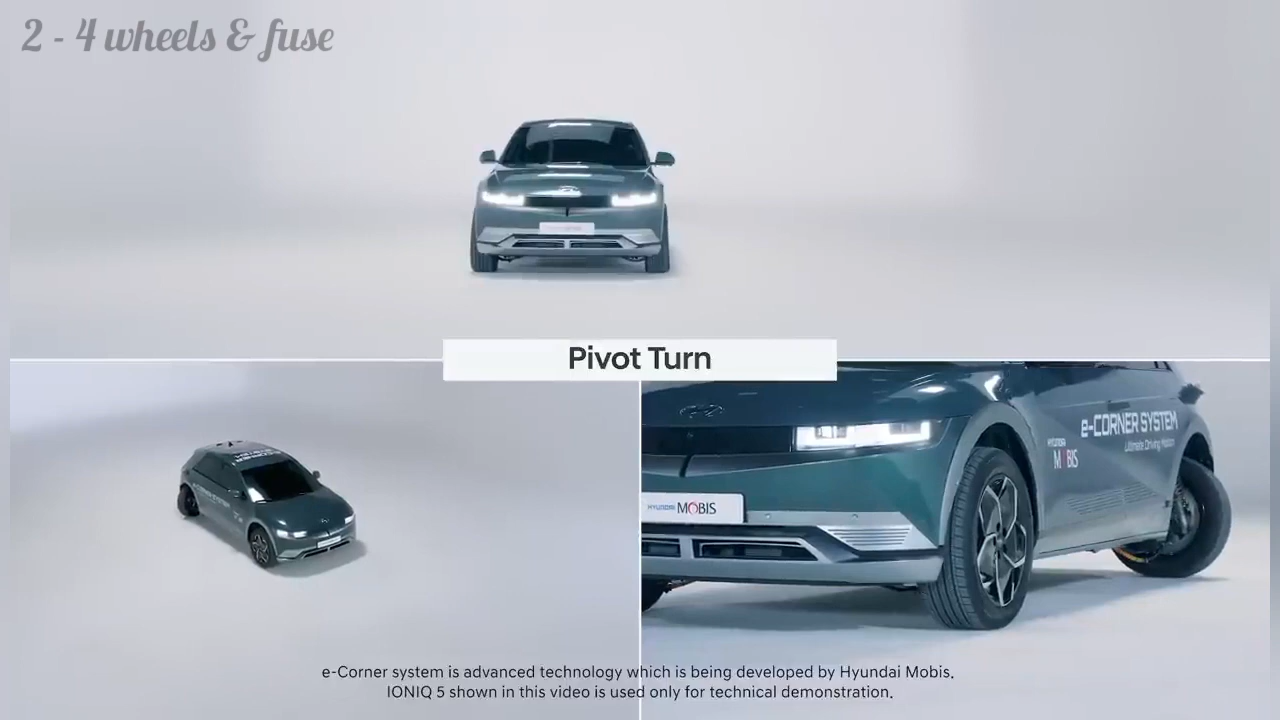 2 - 4 wheels & fuse
Pivot Turn
e-CORNER SYSTEM
Ultimate Driving Motion
HYUNDAI
MOBIS
HYUNDAI MOBIS
e-Corner system is advanced technology which is being developed by Hyundai Mobis.
IONIQ 5 shown in this video is used only for technical demonstration.